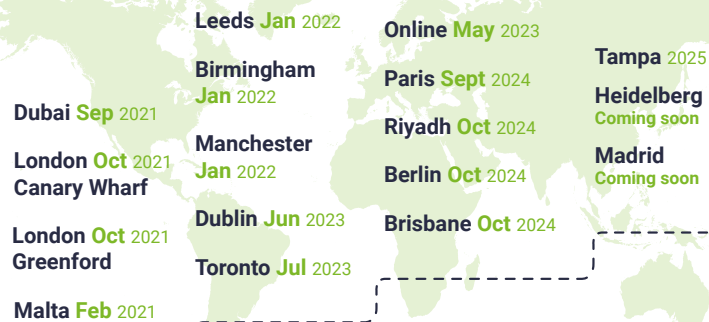 Dubai Sep 2021
London Oct 2021
Canary Wharf
London Oct 2021
Greenford
Malta Feb 2021
Leeds Jan 2022
Birmingham
Jan 2022
Manchester
Jan 2022
Dublin Jun 2023
Toronto Jul 2023
Online May 2023
Paris Sept 2024
Riyadh Oct 2024
Berlin Oct 2024
Brisbane Oct 2024
Tampa 2025
Heidelberg
Coming soon
Madrid
Coming soon